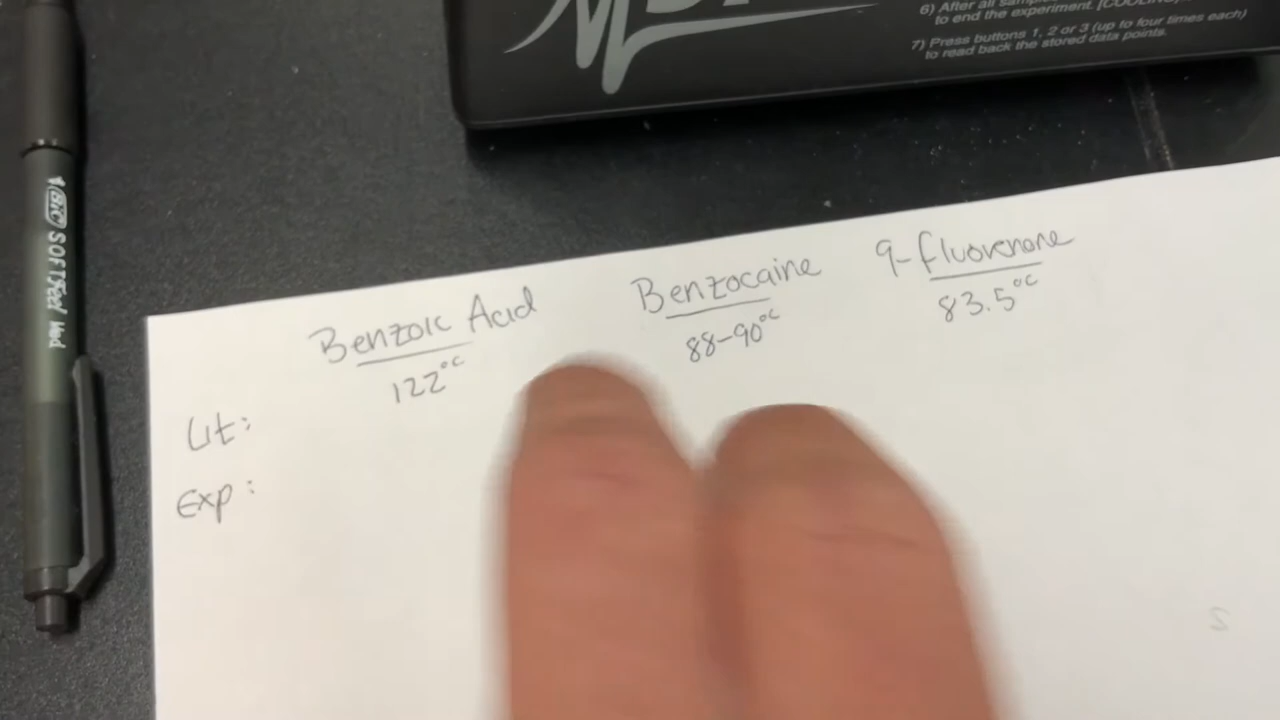 6) After all
to end the experiment.
7) Press buttons 1, 2 or 3 (up to four times each)
to read back the stored data points.
BIC SOFTFeel Med
Benzoic Acid Benzocaine 9-fluorenone
122°C 88-90°C 83.5°C
Lit:
Exp: